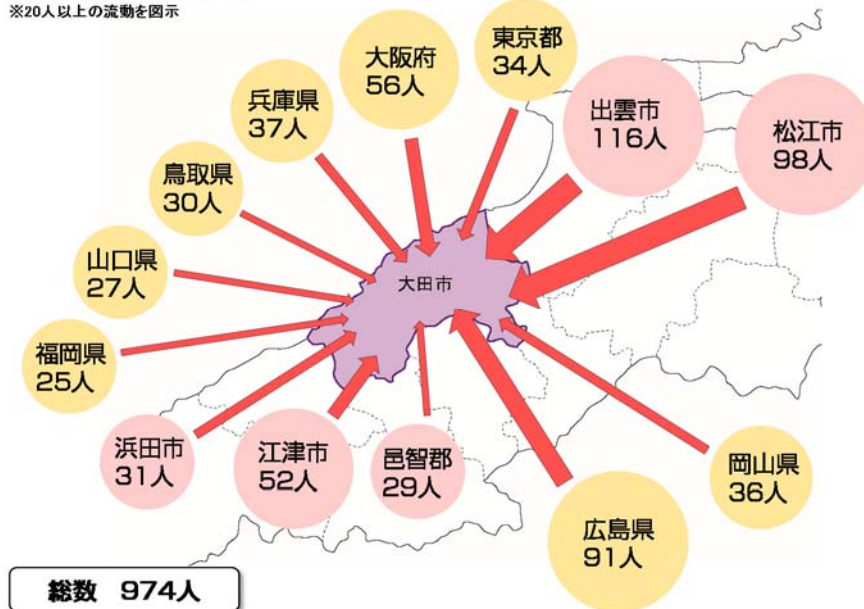 ※20人以上の流動を図示
東京都
34人
大阪府
56人
兵庫県
37人
出雲市
116人
松江市
98人
鳥取県
30人
山口県
27人
大田市
福岡県
25人
浜田市
31人
江津市
52人
邑智郡
29人
岡山県
36人
広島県
91人
総数 974人